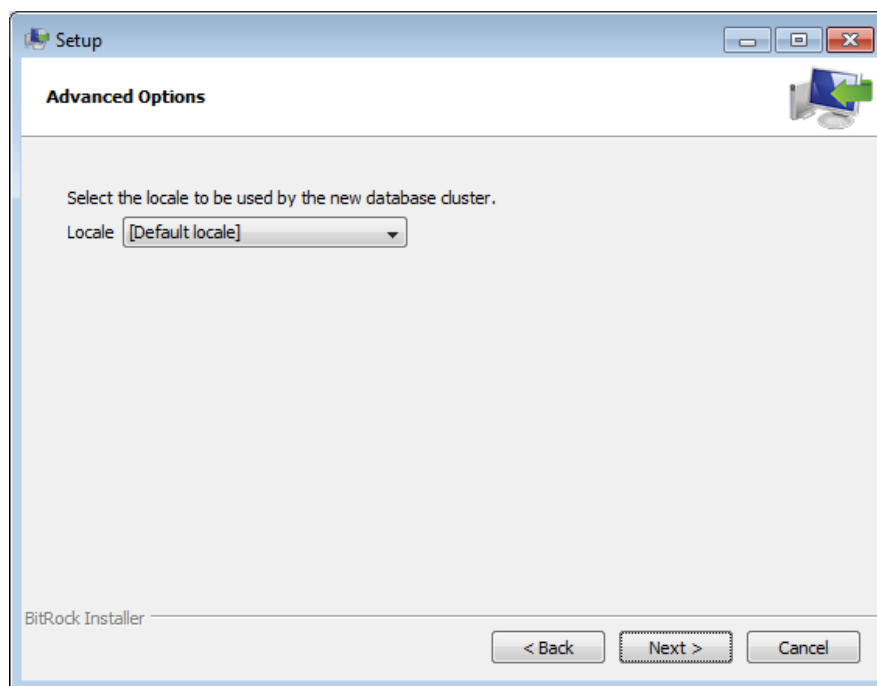 Setup
Advanced Options
Select the locale to be used by the new database cluster.
Locale [Default locale]
BitRock Installer
< Back Next > Cancel